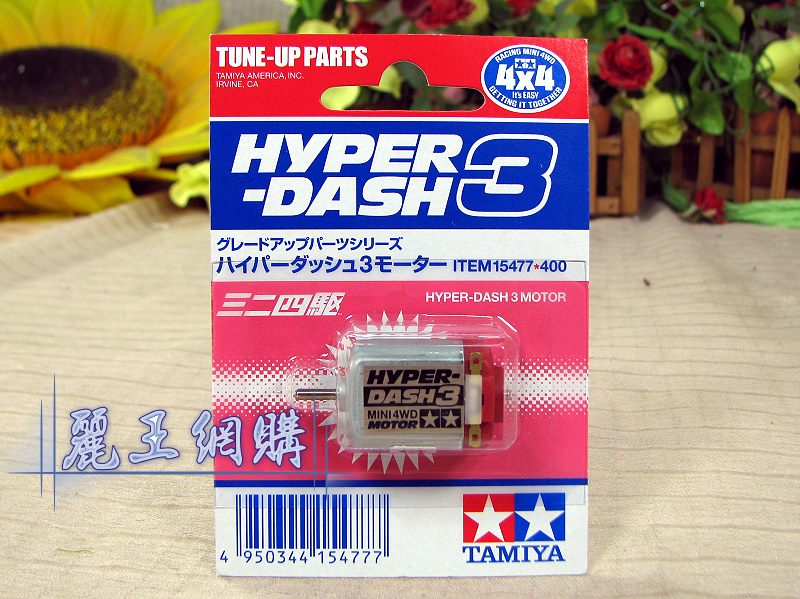 TUNE-UP PARTS
TAMIYA AMERICA, INC.
IRVINE, CA
RACING MINI 4WD
4x4
It's EASY
GETTING IT TOGETHER
HYPER
-DASH 3
グレードアップパーツシリーズ
ハイパーダッシュ3モーター ITEM 15477*400
ミニ四駆
HYPER-DASH 3 MOTOR
HYPER-
DASH3
MINI 4WD
MOTOR
麗王網購
4 950344 154777
TAMIYA